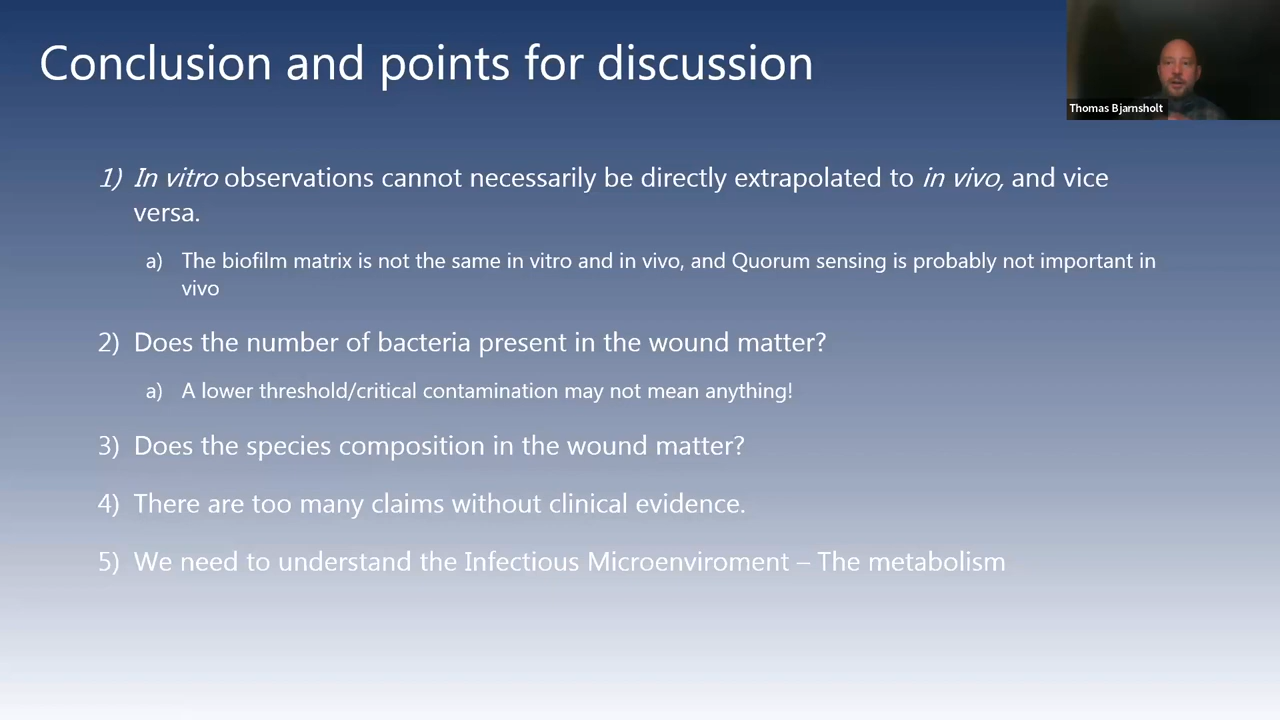 Conclusion and points for discussion
Thomas Bjarnsholt
1) In vitro observations cannot necessarily be directly extrapolated to in vivo, and vice
versa.
a) The biofilm matrix is not the same in vitro and in vivo, and Quorum sensing is probably not important in
vivo
2) Does the number of bacteria present in the wound matter?
a) A lower threshold/critical contamination may not mean anything!
3) Does the species composition in the wound matter?
4) There are too many claims without clinical evidence.
5) We need to understand the Infectious Microenviroment – The metabolism